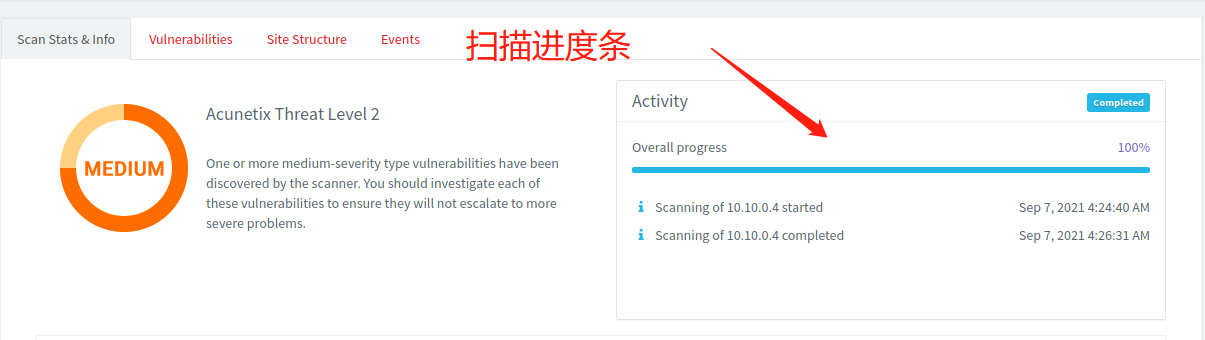 Scan Stats & Info
Vulnerabilities
Site Structure
Events
扫描进度条
MEDIUM
Acunetix Threat Level 2
One or more medium-severity type vulnerabilities have been
discovered by the scanner. You should investigate each of
these vulnerabilities to ensure they will not escalate to more
severe problems.
Activity
Completed
Overall progress
100%
Scanning of 10.10.0.4 started
Sep 7, 2021 4:24:40 AM
Scanning of 10.10.0.4 completed
Sep 7, 2021 4:26:31 AM